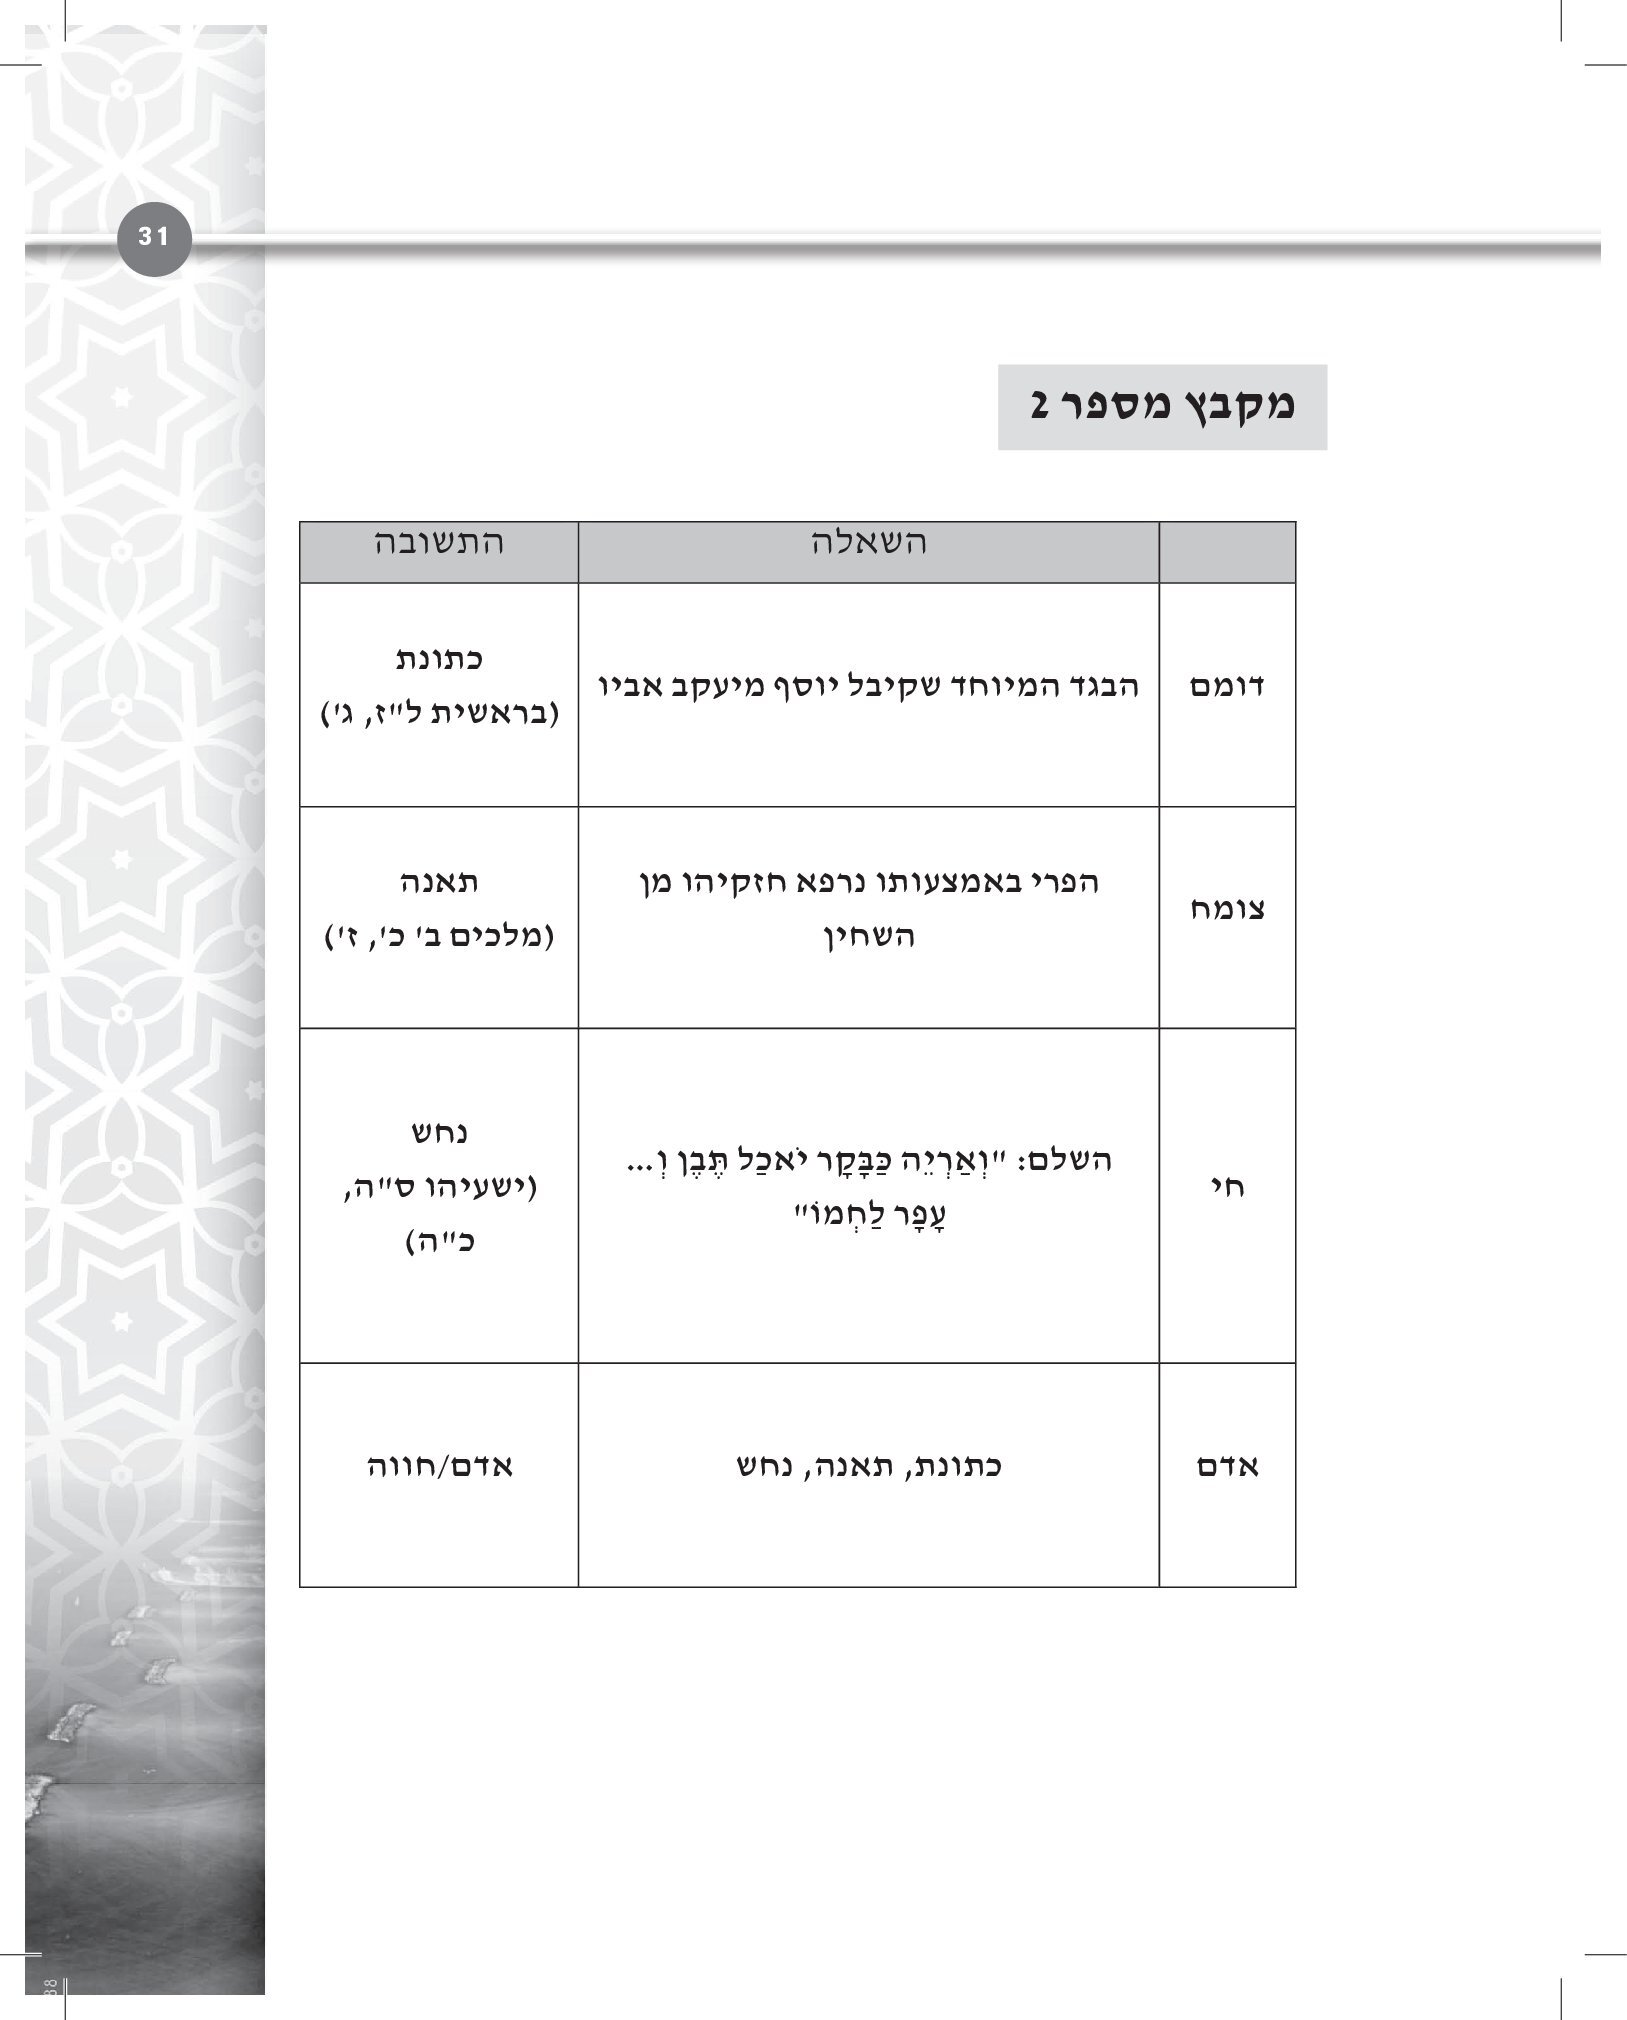 31
מקבץ מספר 2
השאלה
התשובה
דומם
הבגד המיוחד שקיבל יוסף מיעקב אביו
כתונת
(בראשית ל"ז, ג')
צומח
הפרי באמצעותו נרפא חזקיהו מן
השחין
תאנה
(מלכים ב' כ', ז')
חי
השלם: "וְאַרְיֵה כַּבָּקָר יֹאכַל תֶּבֶן וְ...
עָפָר לַחְמוֹ"
נחש
(ישעיהו ס"ה,
כ"ה)
אדם
כתונת, תאנה, נחש
אדם/חווה